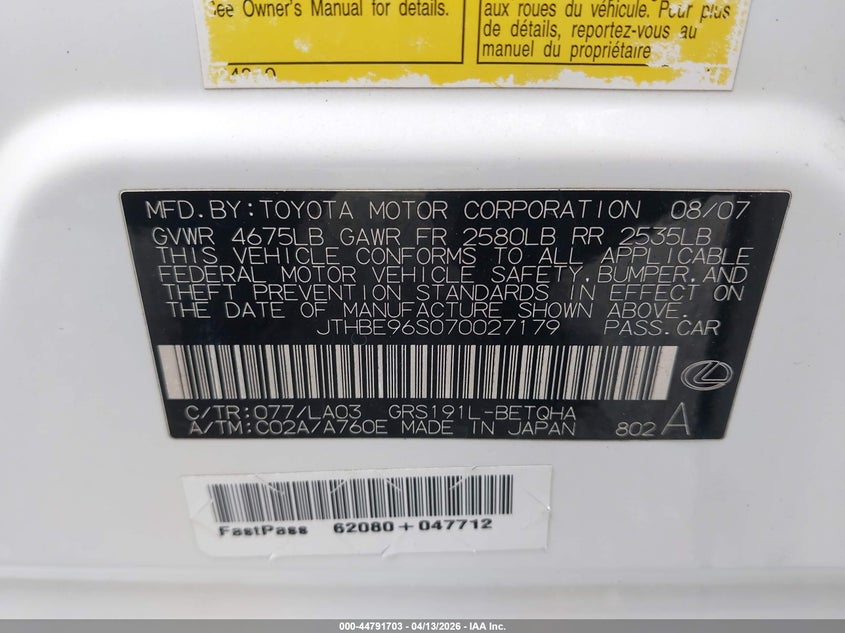 See Owner's Manual for details.
aux roues du véhicule. Pour plus
de détails, reportez-vous au
manuel du propriétaire
MFD.BY:TOYOTA MOTOR CORPORATION 08/07
GVWR 4675LB GAWR FR 2580LB RR 2535LB
THIS VEHICLE CONFORMS TO ALL APPLICABLE
FEDERAL MOTOR VEHICLE SAFETY,BUMPER,AND
THEFT PREVENTION STANDARDS IN EFFECT ON
THE DATE OF MANUFACTURE SHOWN ABOVE.
JTHBE96S070027179 PASS.CAR
C/TR:077/LA03 GRS191L-BETQHA
A/TM:C02A/A760E MADE IN JAPAN 802 A
FastPass 62080+047712
000-44791703 - 04/13/2026 - IAA Inc.